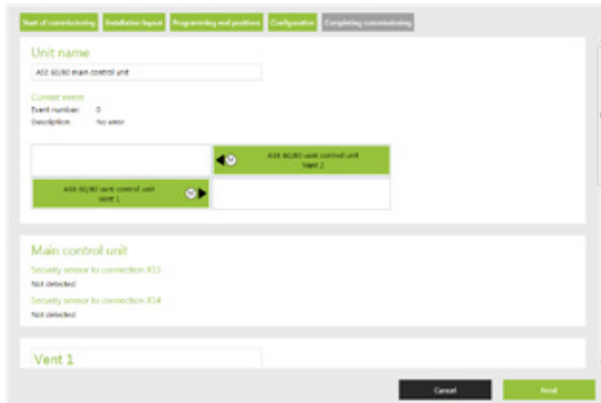 Start of commissioning Installation layout Programming and positions Configuration Completing commissioning
Unit name
ASE 60/80 main control unit
Current event
Event number: 0
Description: No error
ASE 60/80 vent control unit
Vent 2
ASE 60/80 vent control unit
Vent 1
Main control unit
Security sensor to connection X13
Not detected
Security sensor to connection X14
Not detected
Vent 1
Cancel Next